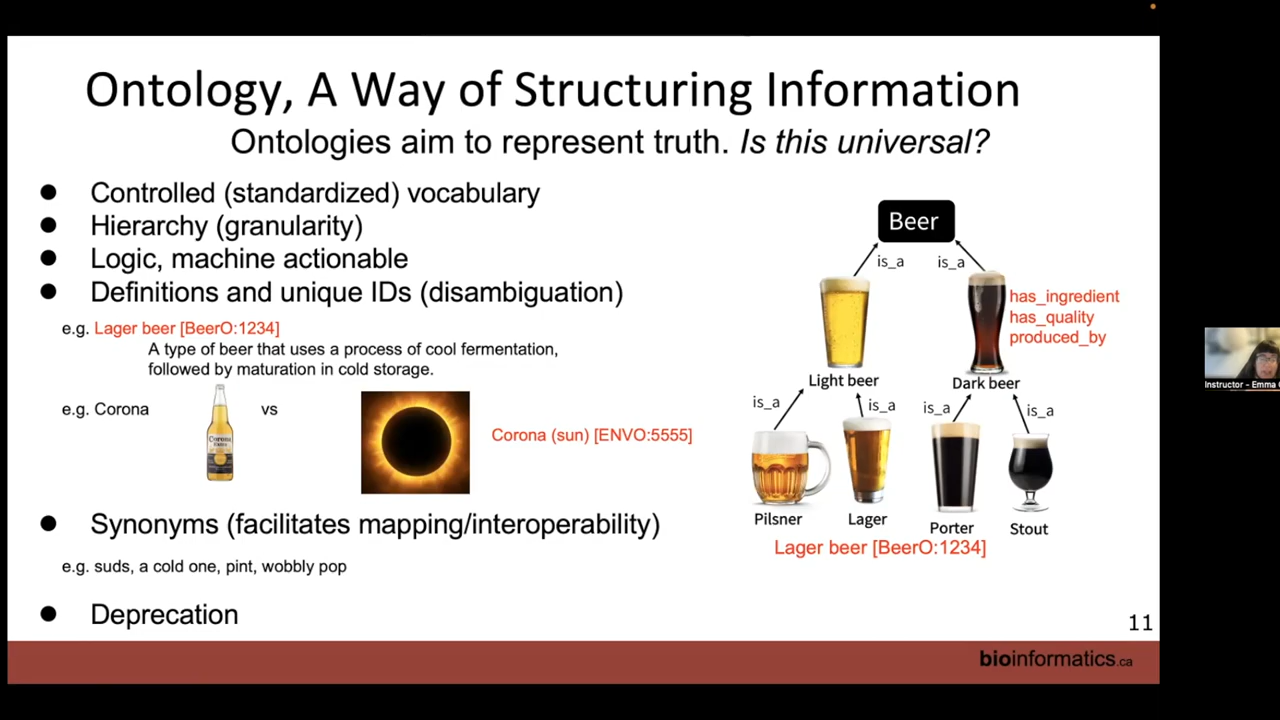 Ontology, A Way of Structuring Information
Ontologies aim to represent truth. Is this universal?
● Controlled (standardized) vocabulary
● Hierarchy (granularity)
● Logic, machine actionable
● Definitions and unique IDs (disambiguation)
e.g. Lager beer [BeerO:1234]
A type of beer that uses a process of cool fermentation,
followed by maturation in cold storage.
e.g. Corona
vs
Corona
Corona (sun) [ENVO:5555]
● Synonyms (facilitates mapping/interoperability)
e.g. suds, a cold one, pint, wobbly pop
● Deprecation
Beer
is_a
is_a
has_ingredient
has_quality
produced_by
Light beer
Dark beer
is_a
is_a
is_a
is_a
Pilsner
Lager
Porter
Stout
Lager beer [BeerO:1234]
11
bioinformatics.ca
Instructor - Emma